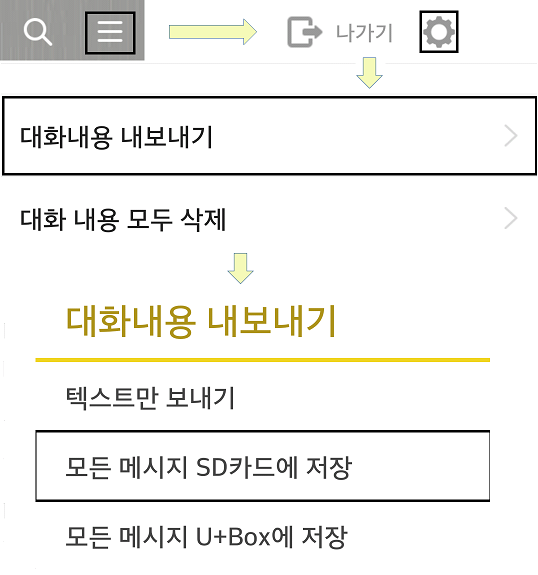 나가기
대화내용 내보내기
대화 내용 모두 삭제
대화내용 내보내기
텍스트만 보내기
모든 메시지 SD카드에 저장
모든 메시지 U+Box에 저장